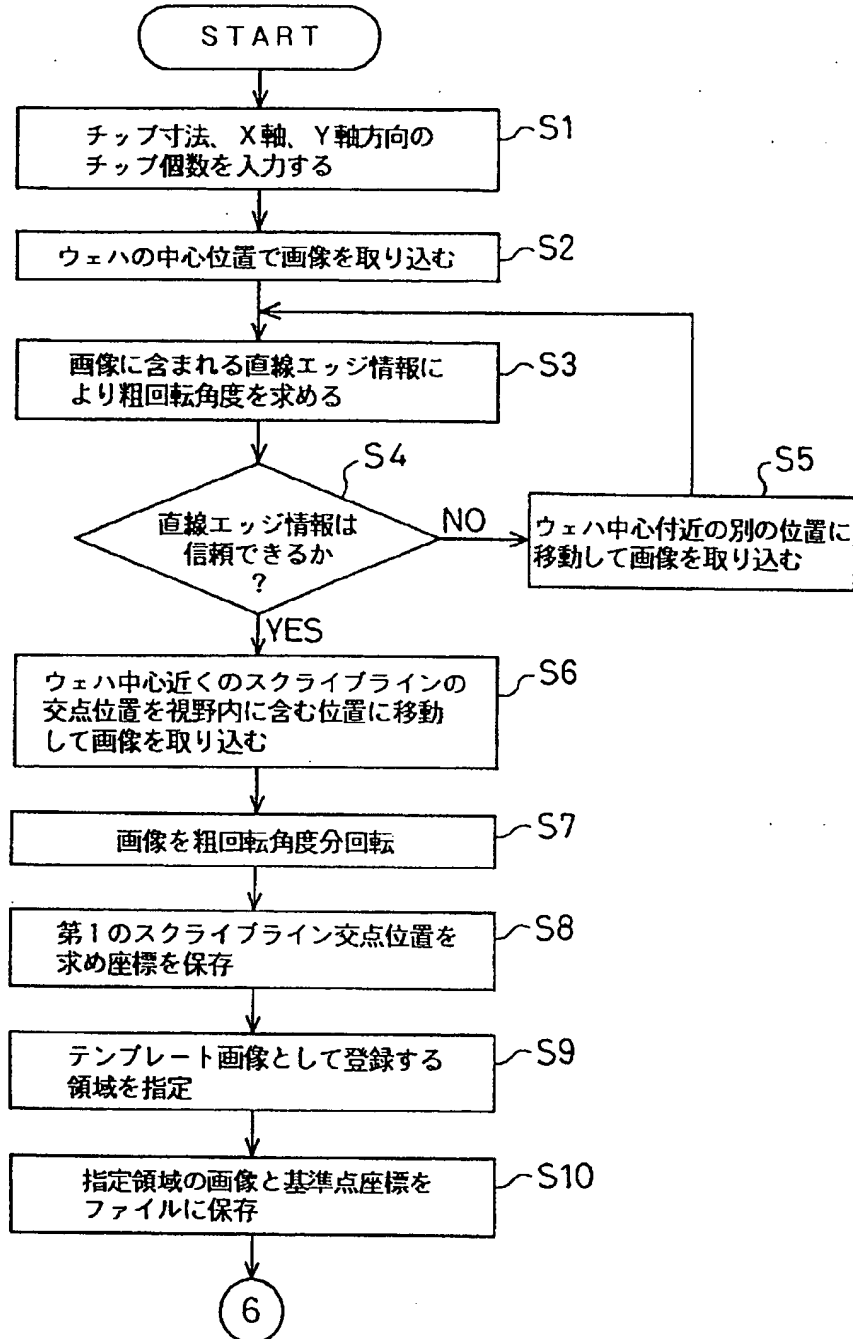 START
チップ寸法、X軸、Y軸方向の
チップ個数を入力する
S1
ウェハの中心位置で画像を取り込む
S2
画像に含まれる直線エッジ情報に
より粗回転角度を求める
S3
S4
直線エッジ情報は
信頼できるか
?
NO
YES
S5
ウェハ中心付近の別の位置に
移動して画像を取り込む
ウェハ中心近くのスクライブラインの
交点位置を視野内に含む位置に移動
して画像を取り込む
S6
画像を粗回転角度分回転
S7
第1のスクライブライン交点位置を
求め座標を保存
S8
テンプレート画像として登録する
領域を指定
S9
指定領域の画像と基準点座標を
ファイルに保存
S10
6